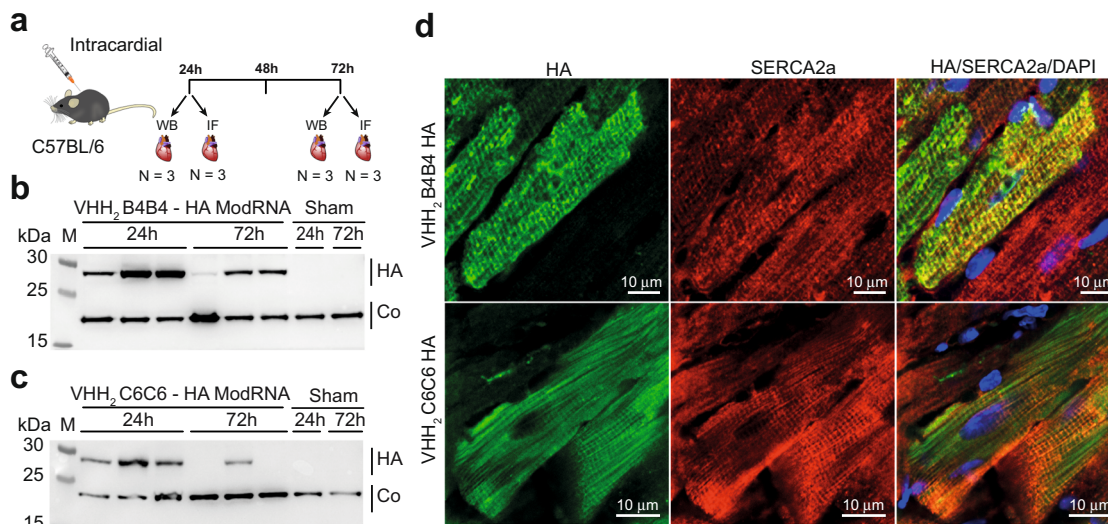 a
Intracardial
24h 48h 72h
WB IF WB IF
C57BL/6
N = 3 N = 3 N = 3 N = 3
b
VHH₂ B4B4 - HA ModRNA Sham
kDa M 24h 72h 24h 72h
30
HA
25
Co
15
c
VHH₂ C6C6 - HA ModRNA Sham
kDa M 24h 72h 24h 72h
30
HA
25
Co
15
d
HA SERCA2a HA/SERCA2a/DAPI
VHH₂ B4B4 HA
10 µm 10 µm 10 µm
VHH₂ C6C6 HA
10 µm 10 µm 10 µm